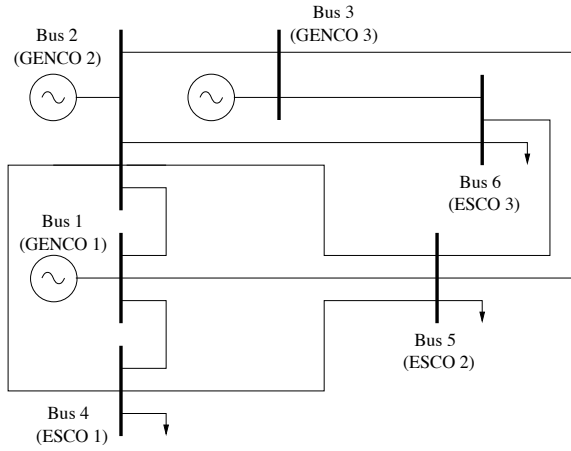 Bus 3
(GENCO 3)
Bus 2
(GENCO 2)
Bus 6
(ESCO 3)
Bus 1
(GENCO 1)
Bus 5
(ESCO 2)
Bus 4
(ESCO 1)